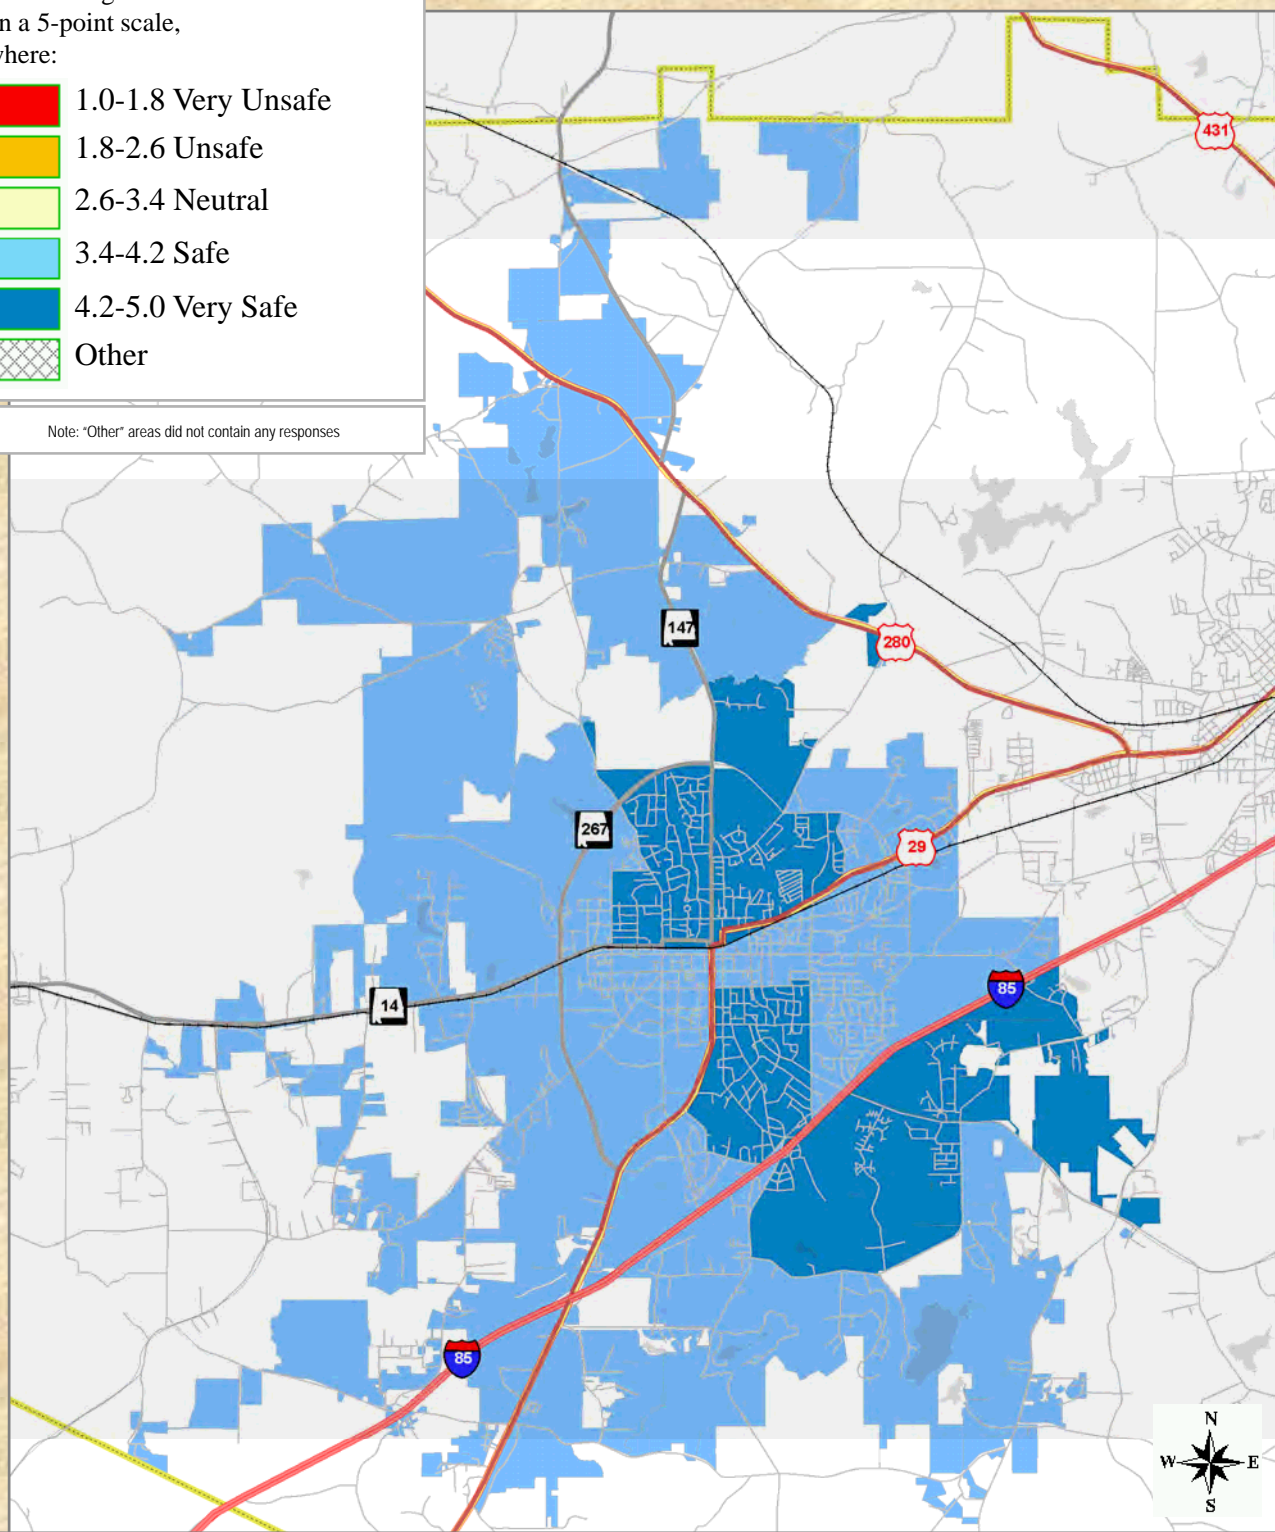 n a 5-point scale,
where:
1.0-1.8 Very Unsafe
1.8-2.6 Unsafe
2.6-3.4 Neutral
3.4-4.2 Safe
4.2-5.0 Very Safe
Other
Note: "Other" areas did not contain any responses
431
147
280
267
29
85
14
85
N
W E
S